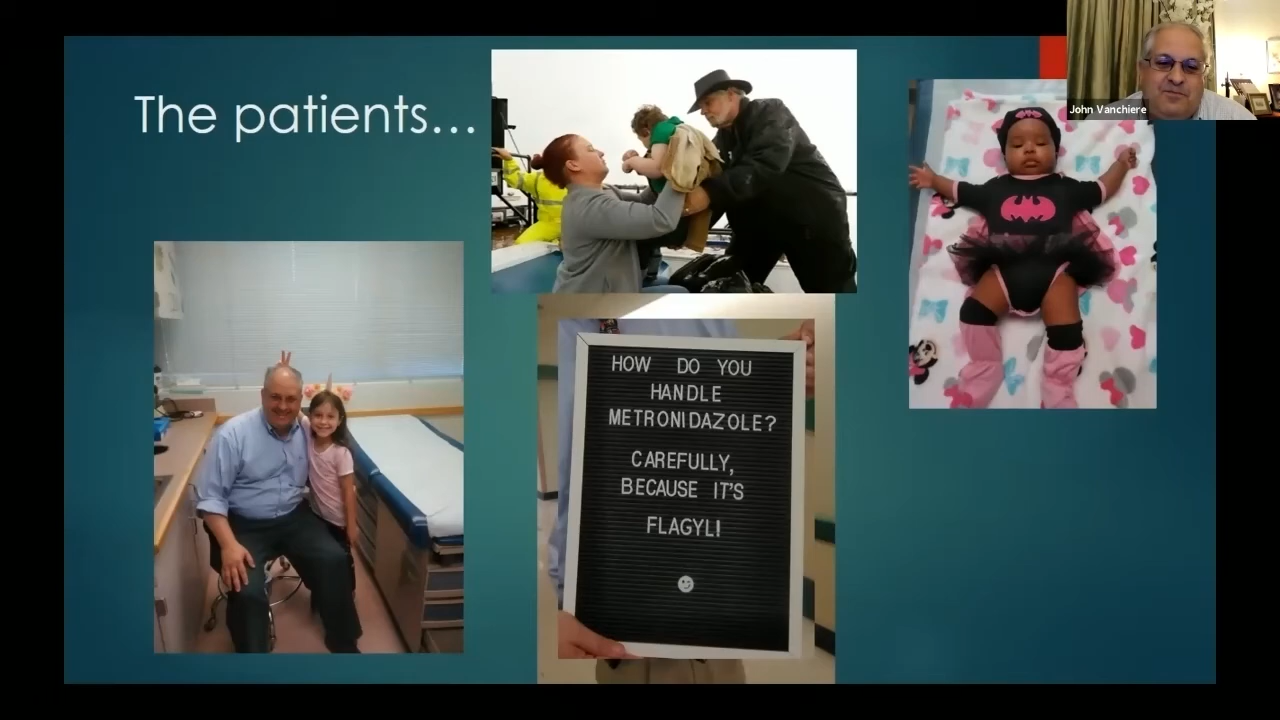 The patients...
John Vanchiere
HOW DO YOU
HANDLE
METRONIDAZOLE?
CAREFULLY,
BECAUSE IT'S
FLAGYL!